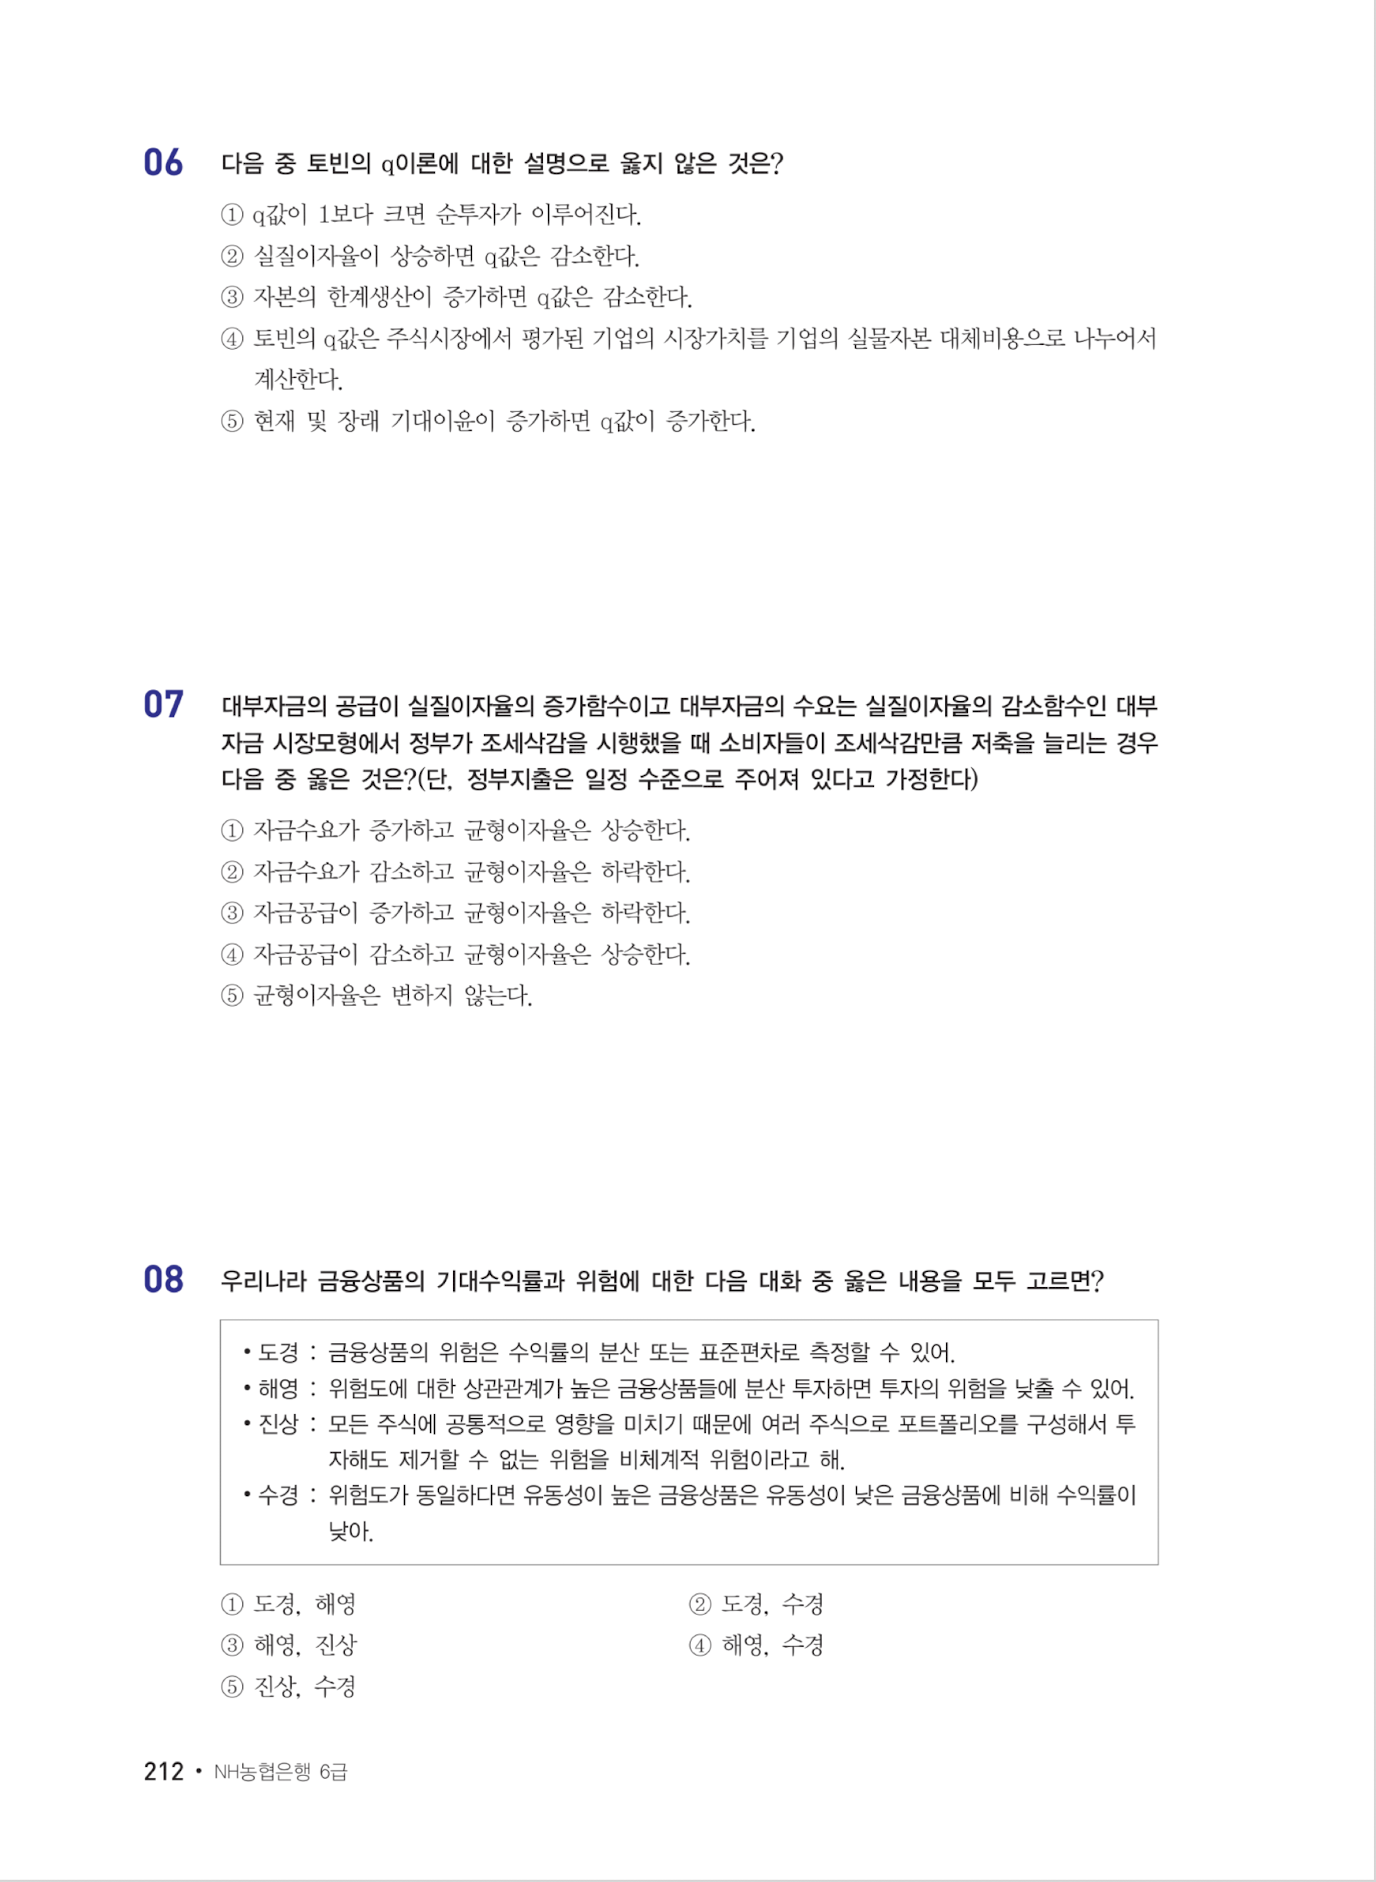 06 다음 중 토빈의 q이론에 대한 설명으로 옳지 않은 것은?
① q값이 1보다 크면 순투자가 이루어진다.
② 실질이자율이 상승하면 q값은 감소한다.
③ 자본의 한계생산이 증가하면 q값은 감소한다.
④ 토빈의 q값은 주식시장에서 평가된 기업의 시장가치를 기업의 실물자본 대체비용으로 나누어서
계산한다.
⑤ 현재 및 장래 기대이윤이 증가하면 q값이 증가한다.
07 대부자금의 공급이 실질이자율의 증가함수이고 대부자금의 수요는 실질이자율의 감소함수인 대부
자금 시장모형에서 정부가 조세삭감을 시행했을 때 소비자들이 조세삭감만큼 저축을 늘리는 경우
다음 중 옳은 것은?(단, 정부지출은 일정 수준으로 주어져 있다고 가정한다)
① 자금수요가 증가하고 균형이자율은 상승한다.
② 자금수요가 감소하고 균형이자율은 하락한다.
③ 자금공급이 증가하고 균형이자율은 하락한다.
④ 자금공급이 감소하고 균형이자율은 상승한다.
⑤ 균형이자율은 변하지 않는다.
08 우리나라 금융상품의 기대수익률과 위험에 대한 다음 대화 중 옳은 내용을 모두 고르면?
• 도경 : 금융상품의 위험은 수익률의 분산 또는 표준편차로 측정할 수 있어.
• 해영 : 위험도에 대한 상관관계가 높은 금융상품들에 분산 투자하면 투자의 위험을 낮출 수 있어.
• 진상 : 모든 주식에 공통적으로 영향을 미치기 때문에 여러 주식으로 포트폴리오를 구성해서 투
자해도 제거할 수 없는 위험을 비체계적 위험이라고 해.
• 수경 : 위험도가 동일하다면 유동성이 높은 금융상품은 유동성이 낮은 금융상품에 비해 수익률이
낮아.
① 도경, 해영 ② 도경, 수경
③ 해영, 진상 ④ 해영, 수경
⑤ 진상, 수경
212 • NH농협은행 6급